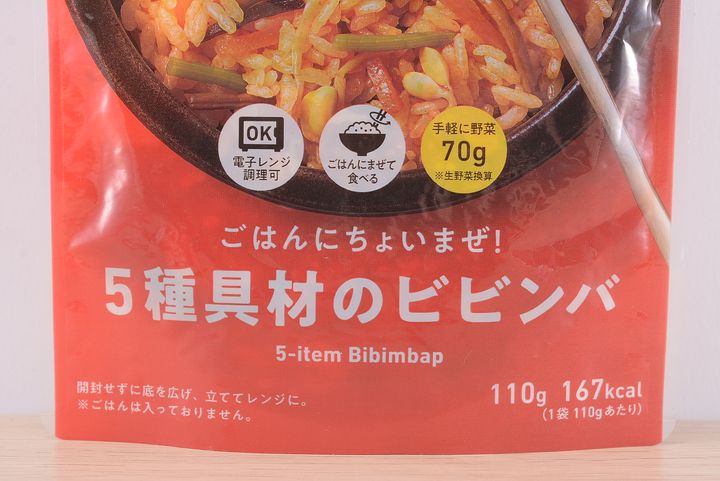 OK
電子レンジ
調理可
ごはんにまぜて
食べる
手軽に野菜
70g
※生野菜換算
ごはんにちょいまぜ!
5種具材のビビンバ
5-item Bibimbap
開封せずに底を広げ、立ててレンジに。
※ごはんは入っておりません。
110g 167kcal
(1袋 110gあたり)